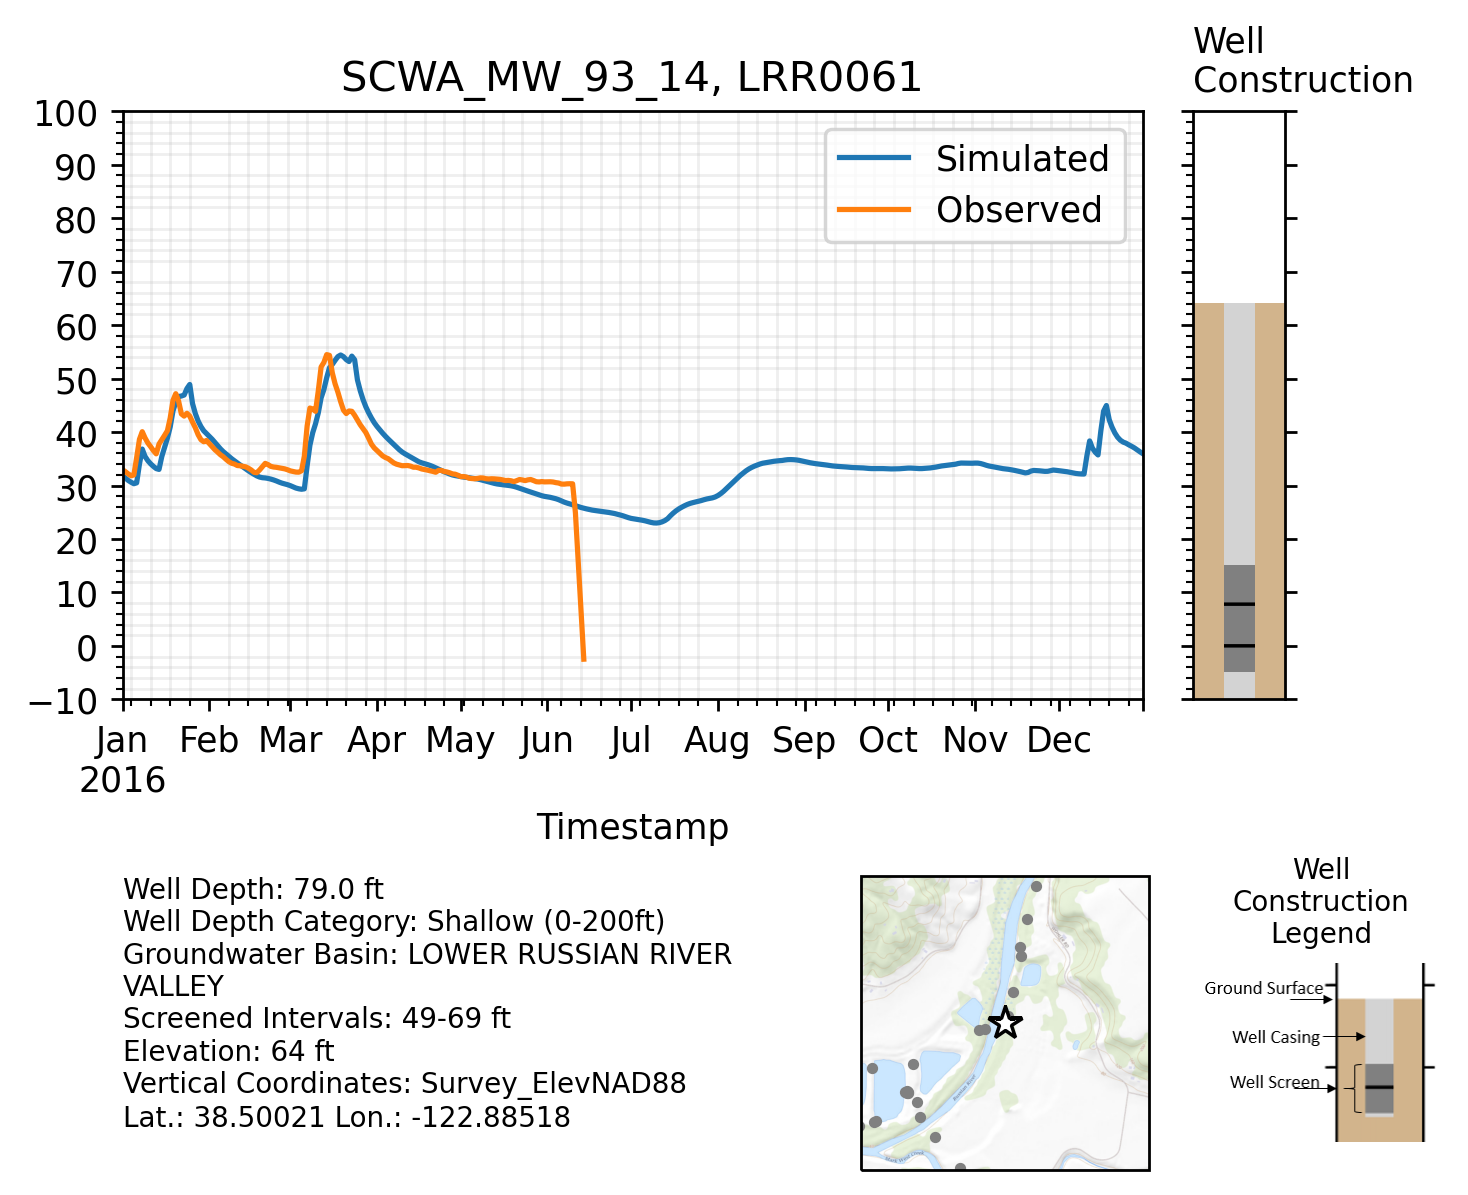 Well
Construction
SCWA_MW_93_14, LRR0061
100
90
80
70
60
50
40
30
20
10
0
−10
Simulated
Observed
Jan Feb Mar Apr May Jun Jul Aug Sep Oct Nov Dec
2016
Timestamp
Well Depth: 79.0 ft
Well Depth Category: Shallow (0-200ft)
Groundwater Basin: LOWER RUSSIAN RIVER
VALLEY
Screened Intervals: 49-69 ft
Elevation: 64 ft
Vertical Coordinates: Survey_ElevNAD88
Lat.: 38.50021 Lon.: -122.88518
Well
Construction
Legend
Ground Surface
Well Casing
Well Screen